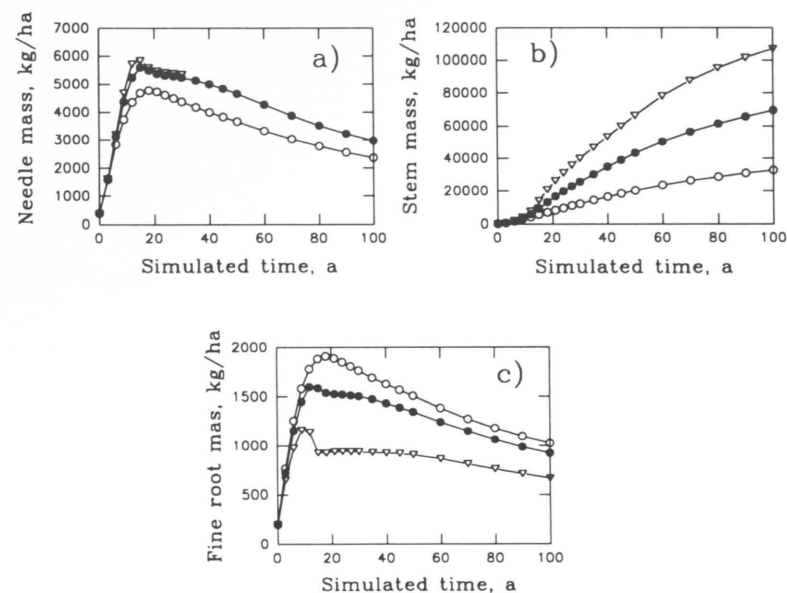 a)
Needle mass, kg/ha
7000
6000
5000
4000
3000
2000
1000
0
0 20 40 60 80 100
Simulated time, a
b)
Stem mass, kg/ha
120000
100000
80000
60000
40000
20000
0
0 20 40 60 80 100
Simulated time, a
c)
Fine root mas, kg/ha
2000
1500
1000
500
0
0 20 40 60 80 100
Simulated time, a